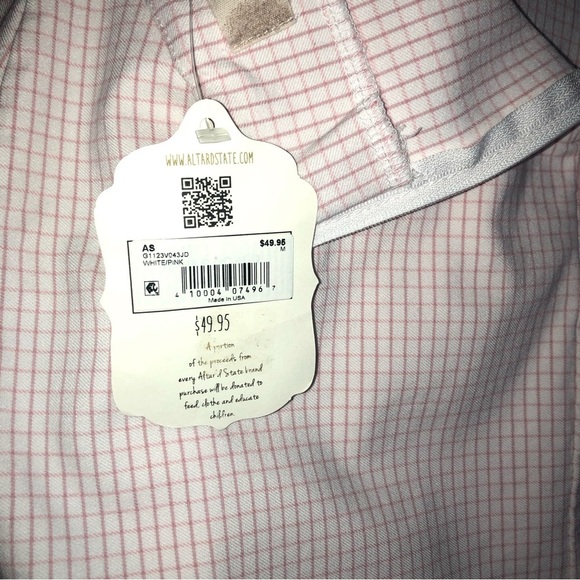 WWW.ALTARDSTATE.COM
AS $49.95
G1123V043JD M
WHITE/PINK
4 10004 07496 7
Made In USA
$49.95
A portion
of the proceeds from
every Altar'd State brand
purchase will be donated to
feed, clothe and educate
children.